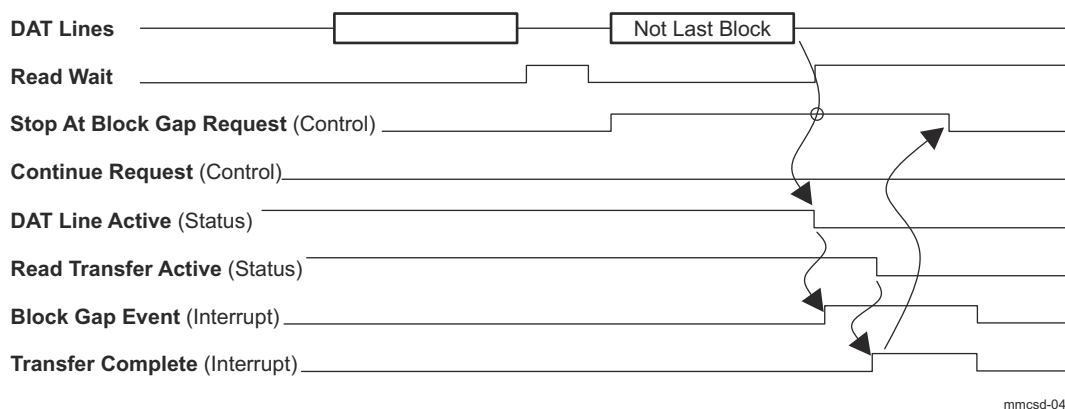 DAT Lines
Not Last Block
Read Wait
Stop At Block Gap Request (Control)
Continue Request (Control)
DAT Line Active (Status)
Read Transfer Active (Status)
Block Gap Event (Interrupt)
Transfer Complete (Interrupt)
mmcsd-04